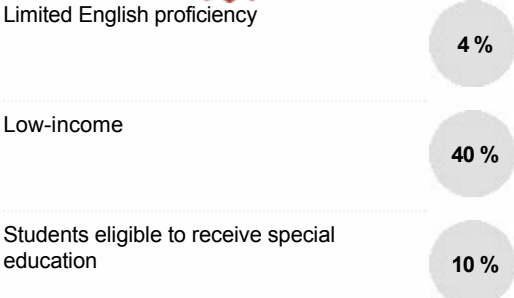 Limited English proficiency
4 %
Low-income
40 %
Students eligible to receive special
education
10 %